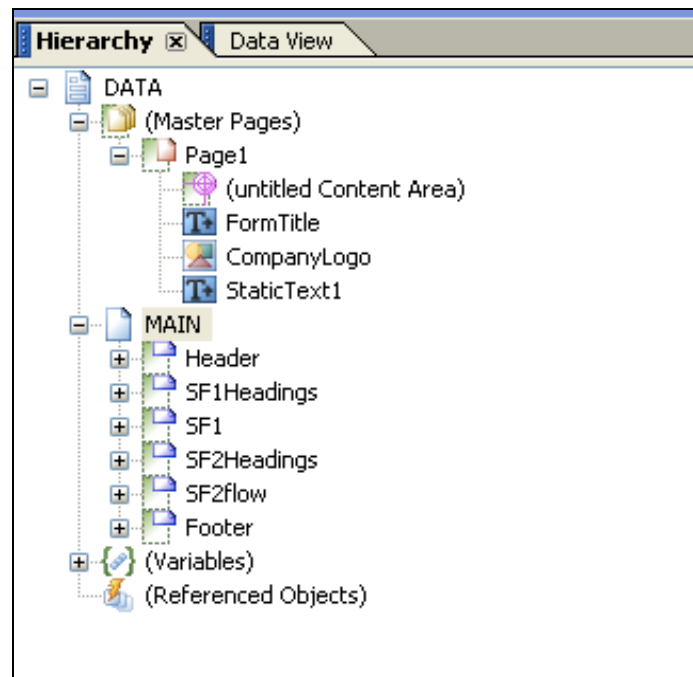 Hierarchy Data View
DATA
(Master Pages)
Page1
(untitled Content Area)
FormTitle
CompanyLogo
StaticText1
MAIN
Header
SF1Headings
SF1
SF2Headings
SF2flow
Footer
(Variables)
(Referenced Objects)